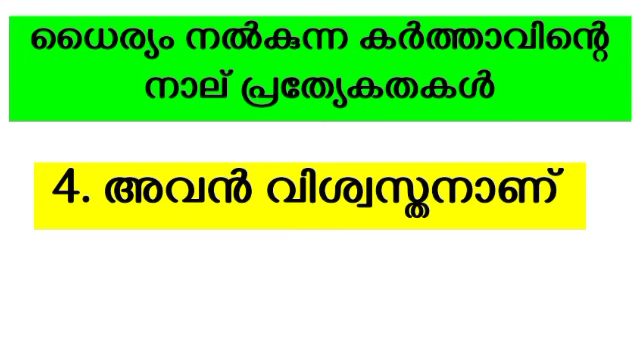 ധൈര്യം നൽകുന്ന കർത്താവിന്റെ
നാല് പ്രത്യേകതകൾ
4. അവൻ വിശ്വസ്തനാണ്